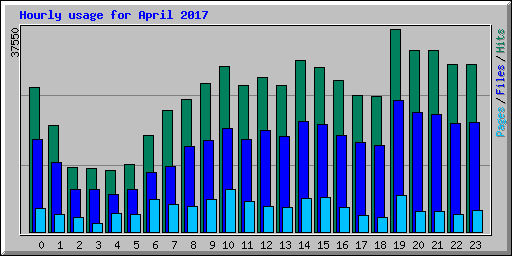 Hourly usage for April 2017
37550
Pages / Files / Hits
0 1 2 3 4 5 6 7 8 9 10 11 12 13 14 15 16 17 18 19 20 21 22 23